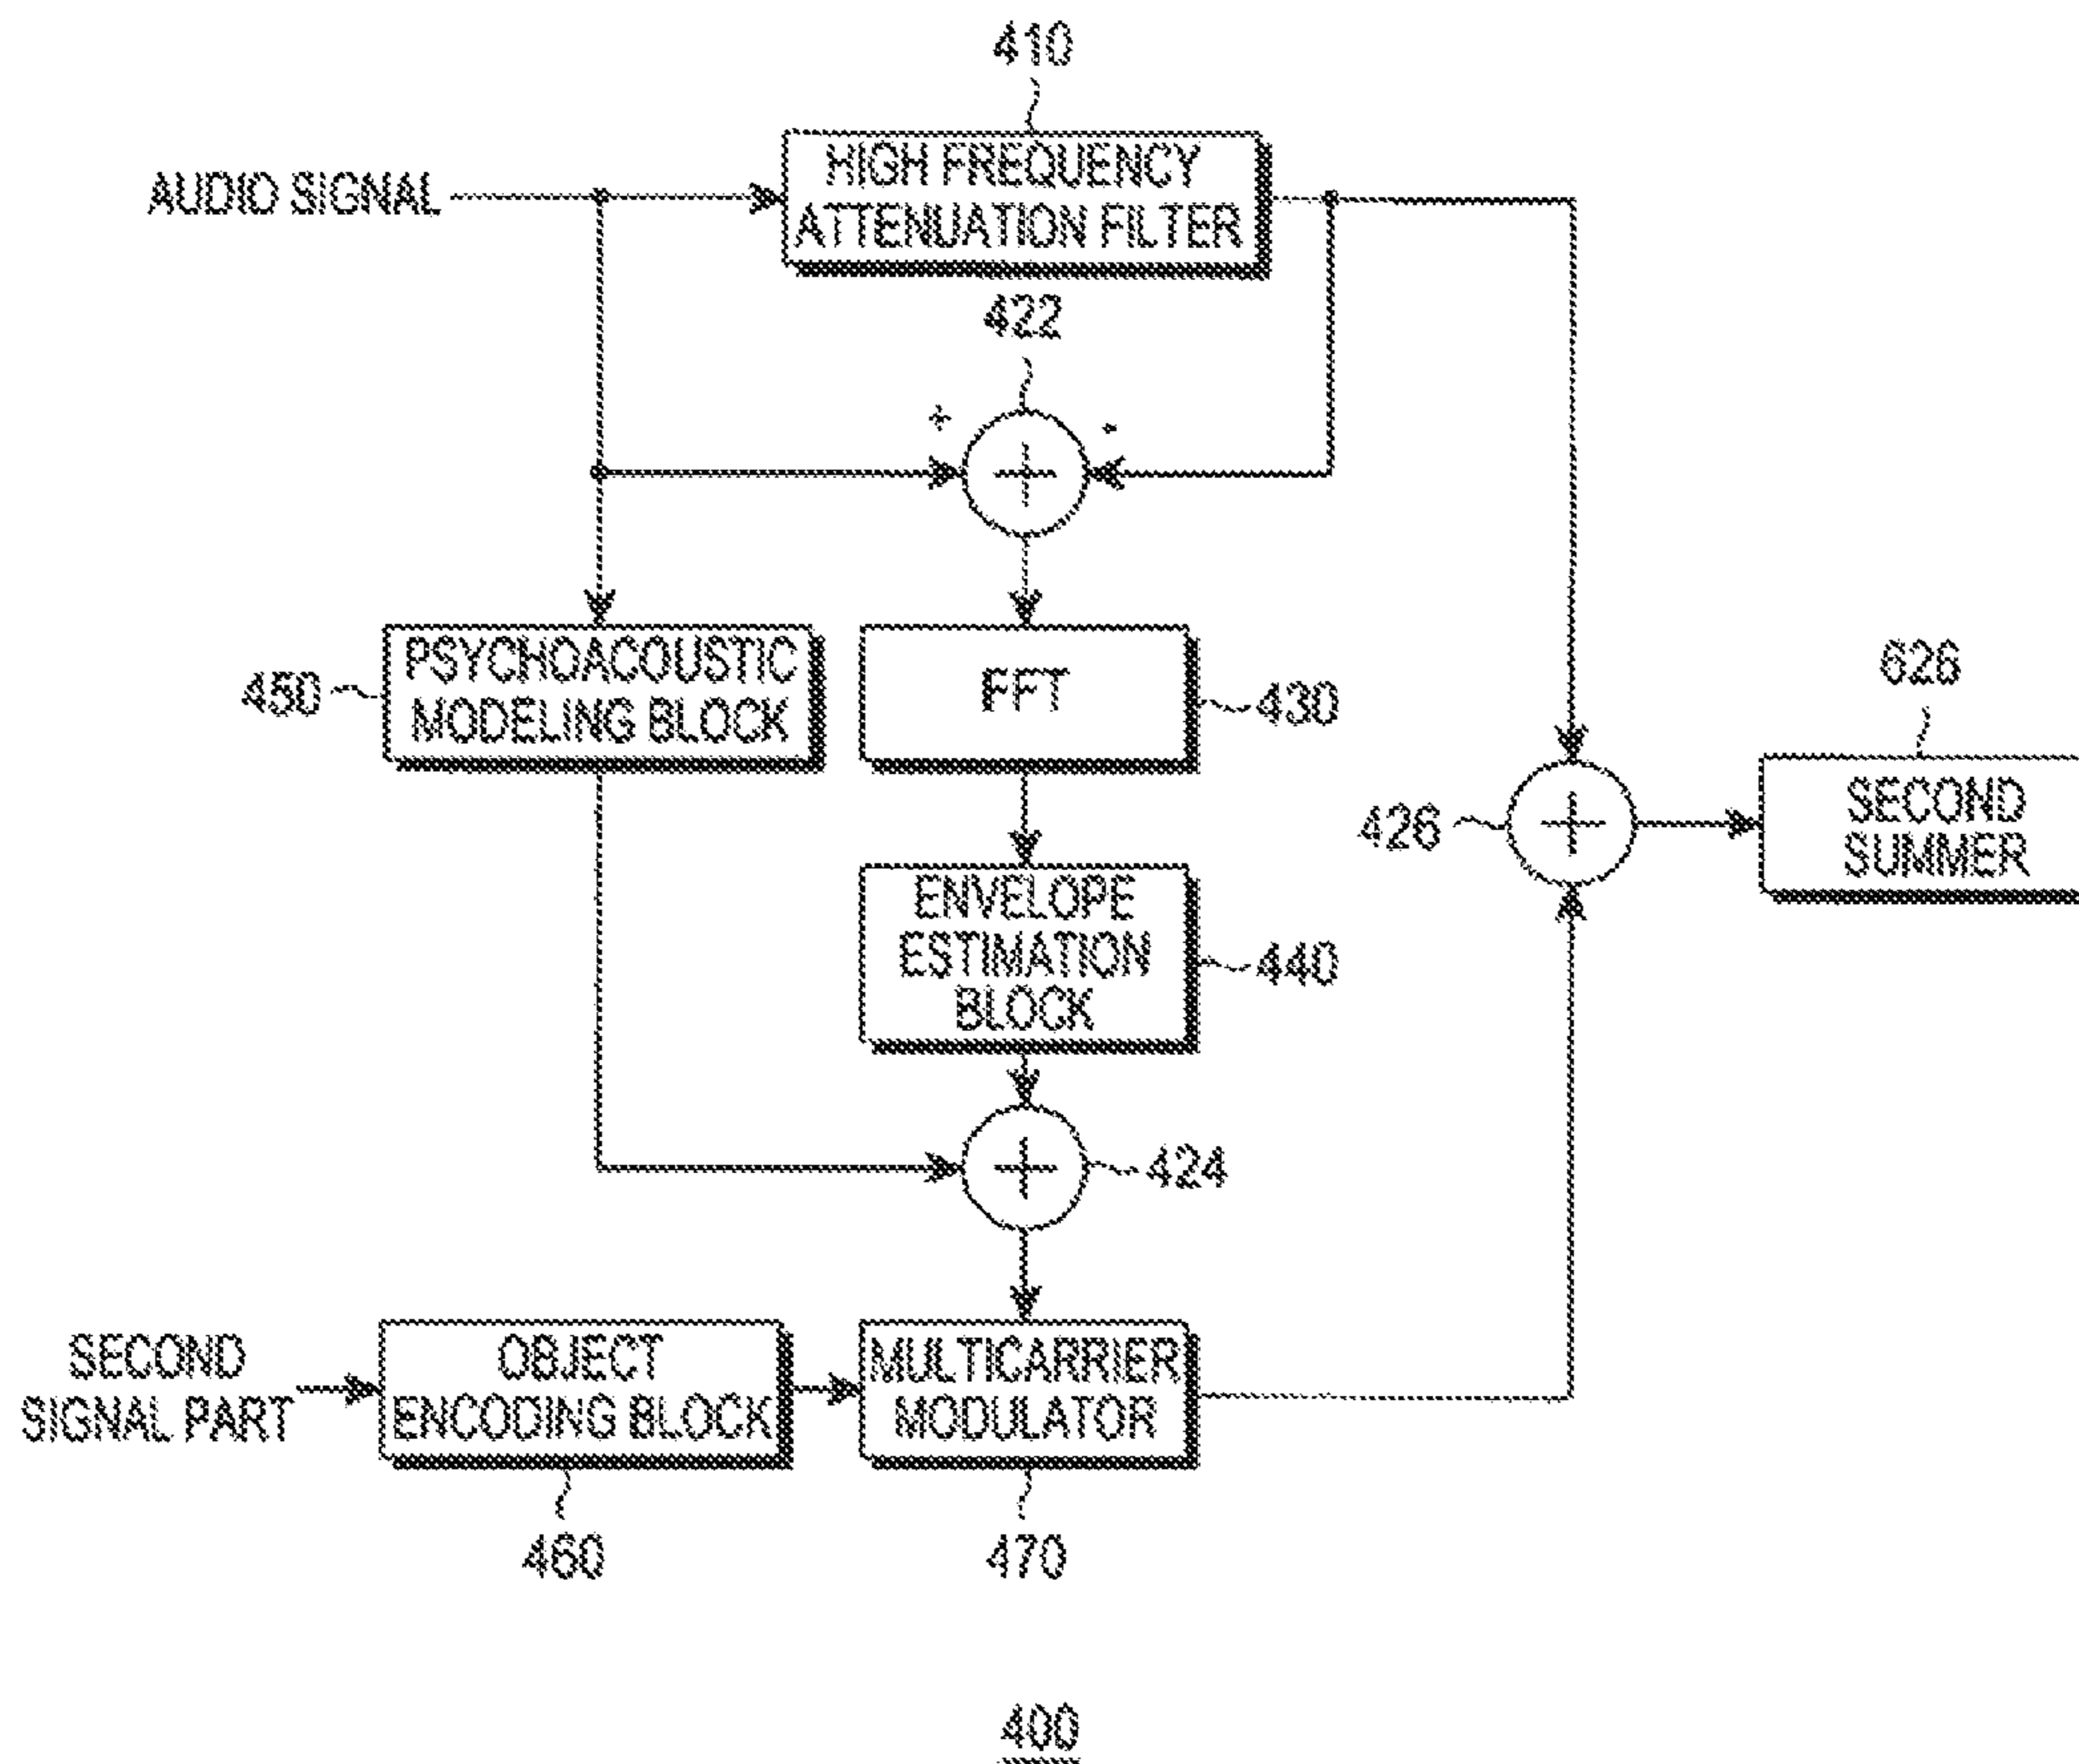 410
AUDIO SIGNAL
HIGH FREQUENCY
ATTENUATION FILTER
422
+
-
+
450
PSYCHOACOUSTIC
MODELING BLOCK
FFT
430
626
426
+
SECOND
SUMMER
ENVELOPE
ESTIMATION
BLOCK
440
+
424
SECOND
SIGNAL PART
OBJECT
ENCODING BLOCK
MULTICARRIER
MODULATOR
460
470
400